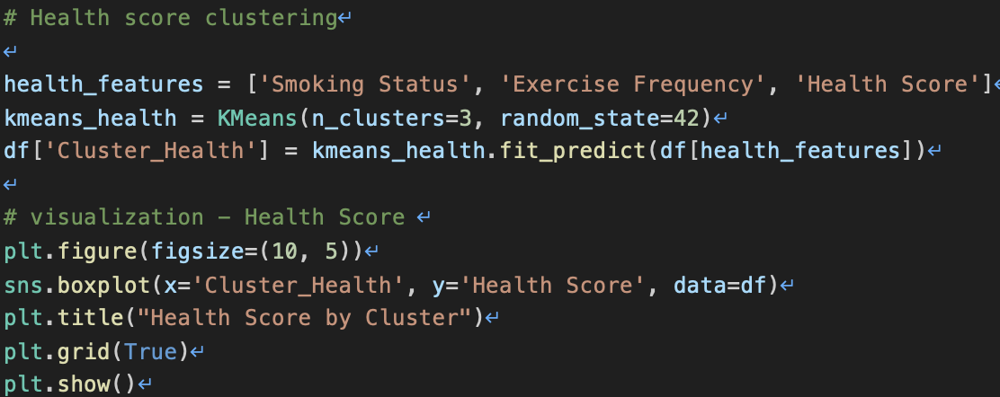 # Health score clustering↵
↵
health_features = ['Smoking Status', 'Exercise Frequency', 'Health Score']↵
kmeans_health = KMeans(n_clusters=3, random_state=42)↵
df['Cluster_Health'] = kmeans_health.fit_predict(df[health_features])↵
↵
# visualization - Health Score ↵
plt.figure(figsize=(10, 5))↵
sns.boxplot(x='Cluster_Health', y='Health Score', data=df)↵
plt.title("Health Score by Cluster")↵
plt.grid(True)↵
plt.show()↵